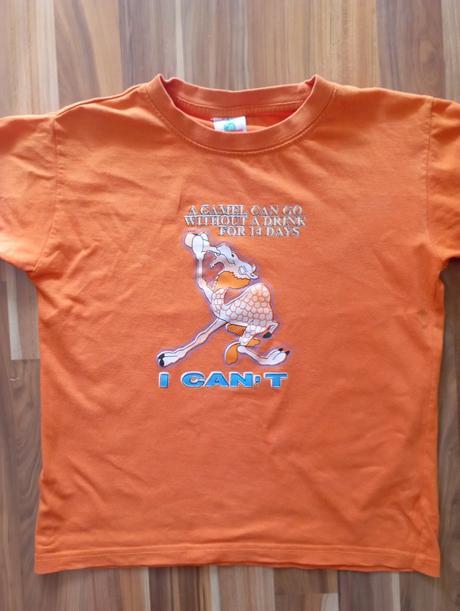 A CAMEL CAN GO
WITHOUT A DRINK
FOR 14 DAYS
I CAN'T